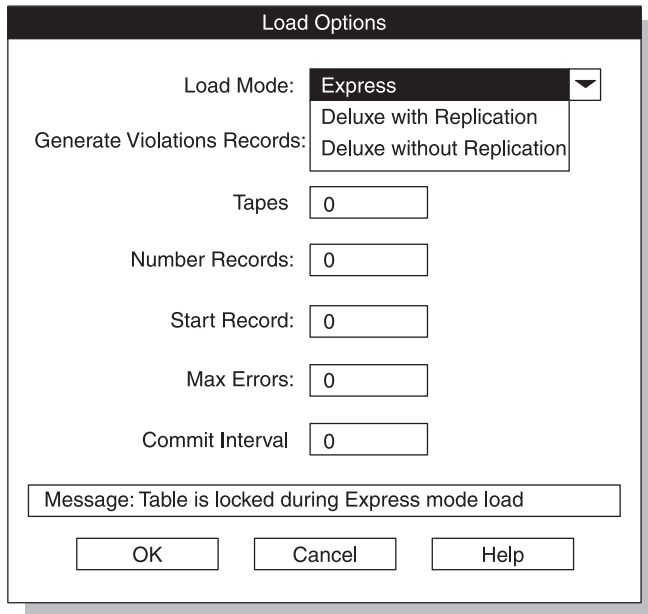 Load Options
Load Mode:
Express
Deluxe with Replication
Generate Violations Records:
Deluxe without Replication
Tapes
0
Number Records:
0
Start Record:
0
Max Errors:
0
Commit Interval
0
Message: Table is locked during Express mode load
OK
Cancel
Help